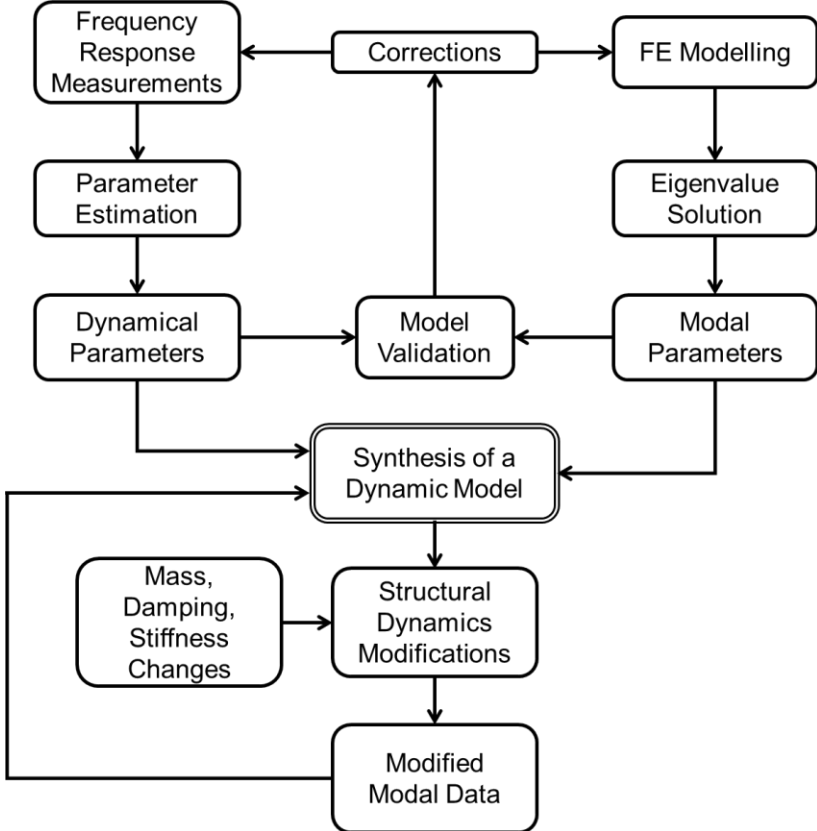 Frequency
Response
Measurements
Corrections
FE Modelling
Parameter
Estimation
Eigenvalue
Solution
Dynamical
Parameters
Model
Validation
Modal
Parameters
Synthesis of a
Dynamic Model
Mass,
Damping,
Stiffness
Changes
Structural
Dynamics
Modifications
Modified
Modal Data